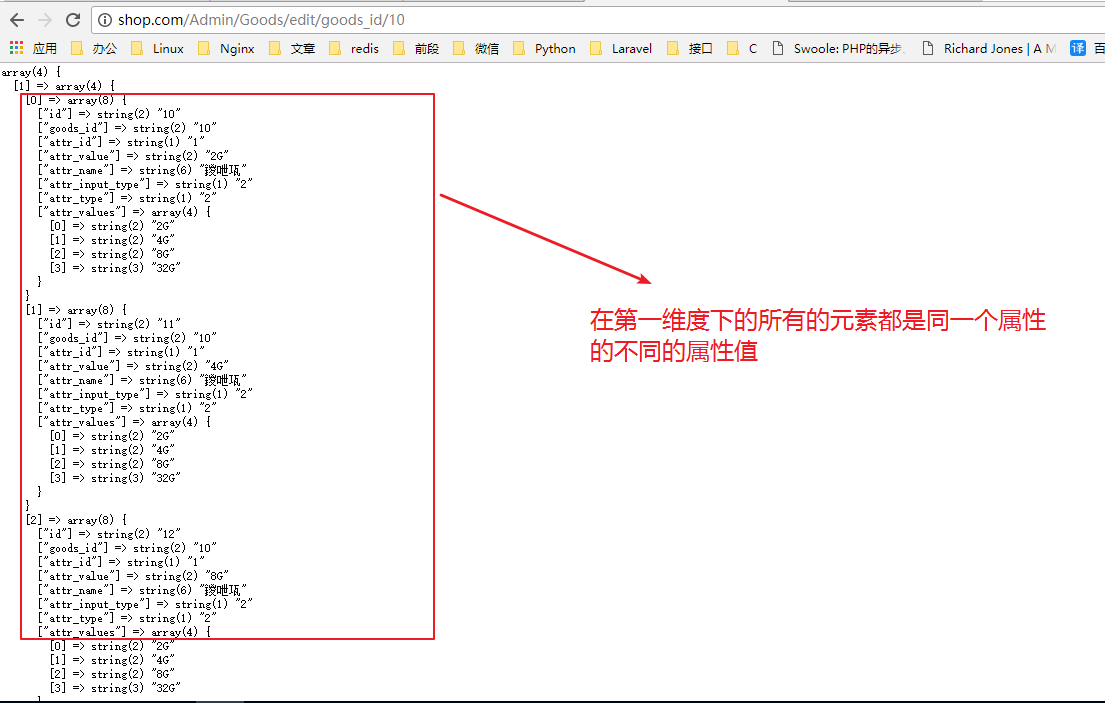 shop.com/Admin/Goods/edit/goods_id/10
应用 办公 Linux Nginx 文章 redis 前段 微信 Python Laravel 接口 C Swoole: PHP的异步 Richard Jones | A M 译 百
array(4) {
[1] => array(4) {
[0] => array(8) {
["id"] => string(2) "10"
["goods_id"] => string(2) "10"
["attr_id"] => string(1) "1"
["attr_value"] => string(2) "2G"
["attr_name"] => string(6) "鍐呭瓨"
["attr_input_type"] => string(1) "2"
["attr_type"] => string(1) "2"
["attr_values"] => array(4) {
[0] => string(2) "2G"
[1] => string(2) "4G"
[2] => string(2) "8G"
[3] => string(3) "32G"
}
}
[1] => array(8) {
["id"] => string(2) "11"
["goods_id"] => string(2) "10"
["attr_id"] => string(1) "1"
["attr_value"] => string(2) "4G"
["attr_name"] => string(6) "鍐呭瓨"
["attr_input_type"] => string(1) "2"
["attr_type"] => string(1) "2"
["attr_values"] => array(4) {
[0] => string(2) "2G"
[1] => string(2) "4G"
[2] => string(2) "8G"
[3] => string(3) "32G"
}
}
[2] => array(8) {
["id"] => string(2) "12"
["goods_id"] => string(2) "10"
["attr_id"] => string(1) "1"
["attr_value"] => string(2) "8G"
["attr_name"] => string(6) "鍐呭瓨"
["attr_input_type"] => string(1) "2"
["attr_type"] => string(1) "2"
["attr_values"] => array(4) {
[0] => string(2) "2G"
[1] => string(2) "4G"
[2] => string(2) "8G"
[3] => string(3) "32G"
在第一维度下的所有的元素都是同一个属性
的不同的属性值